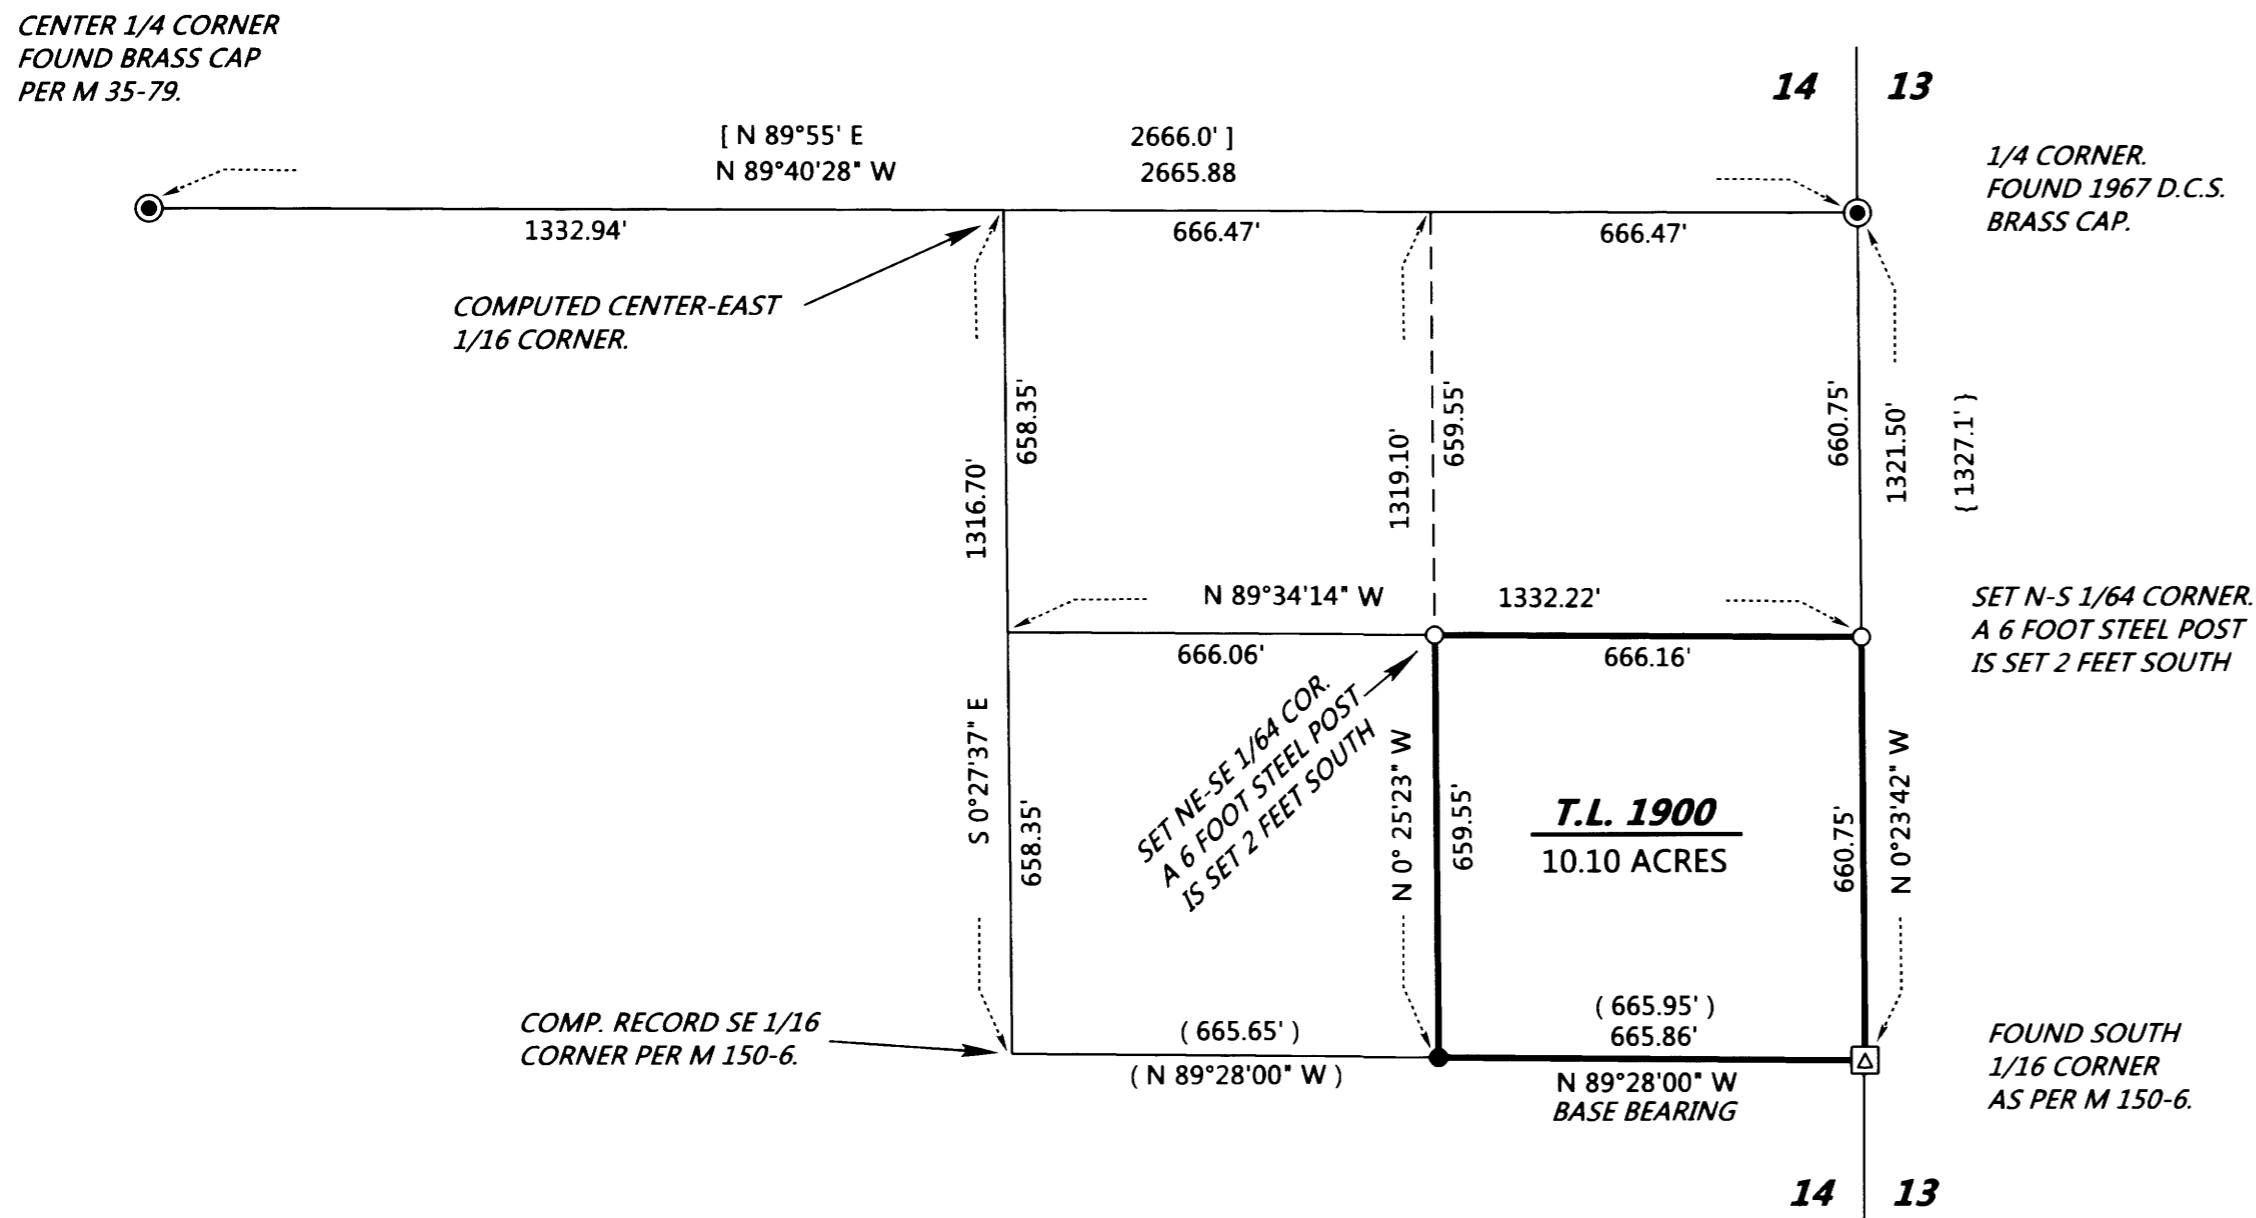 CENTER 1/4 CORNER
FOUND BRASS CAP
PER M 35-79.
14 13
[ N 89°55' E 2666.0' ]
N 89°40'28" W 2665.88
1/4 CORNER.
FOUND 1967 D.C.S.
BRASS CAP.
1332.94'
666.47'
666.47'
COMPUTED CENTER-EAST
1/16 CORNER.
1316.70'
658.35'
1319.10'
659.55'
660.75'
1321.50'
{ 1327.1' }
N 89°34'14" W 1332.22'
SET N-S 1/64 CORNER.
A 6 FOOT STEEL POST
IS SET 2 FEET SOUTH
666.06'
666.16'
SET NE-SE 1/64 COR.
A 6 FOOT STEEL POST
IS SET 2 FEET SOUTH
S 0°27'37" E
658.35'
N 0° 25'23" W
659.55'
T.L. 1900
10.10 ACRES
660.75'
N 0°23'42" W
COMP. RECORD SE 1/16
CORNER PER M 150-6.
( 665.65' )
( N 89°28'00" W )
( 665.95' )
665.86'
N 89°28'00" W
BASE BEARING
FOUND SOUTH
1/16 CORNER
AS PER M 150-6.
14 13